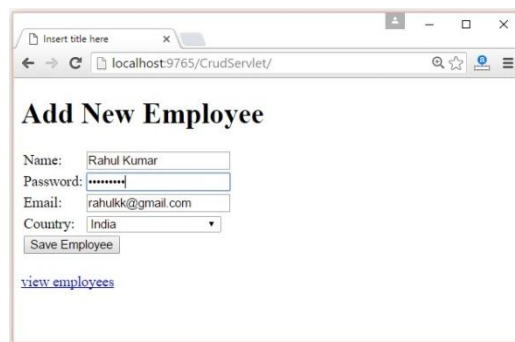 Insert title here
localhost:9765/CrudServlet/
Add New Employee
Name: Rahul Kumar
Password: •••••••••
Email: rahulkk@gmail.com
Country: India
Save Employee
view employees